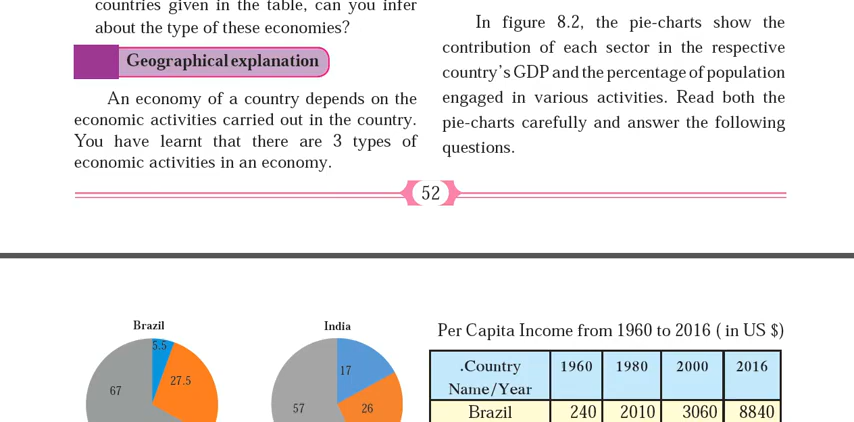 countries given in the table, can you infer
about the type of these economies?
Geographical explanation
An economy of a country depends on the
economic activities carried out in the country.
You have learnt that there are 3 types of
economic activities in an economy.
In figure 8.2, the pie-charts show the
contribution of each sector in the respective
country's GDP and the percentage of population
engaged in various activities. Read both the
pie-charts carefully and answer the following
questions.
52
Brazil
5.5
27.5
67
India
17
26
57
Per Capita Income from 1960 to 2016 ( in US $)
.Country Name/Year 1960 1980 2000 2016
Brazil 240 2010 3060 8840